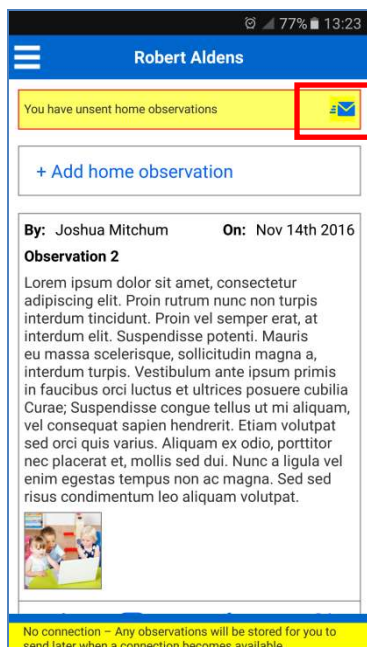 77% 13:23
Robert Aldens
You have unsent home observations
+ Add home observation
By: Joshua Mitchum On: Nov 14th 2016
Observation 2
Lorem ipsum dolor sit amet, consectetur
adipiscing elit. Proin rutrum nunc non turpis
interdum tincidunt. Proin vel semper erat, at
interdum elit. Suspendisse potenti. Mauris
eu massa scelerisque, sollicitudin magna a,
interdum turpis. Vestibulum ante ipsum primis
in faucibus orci luctus et ultrices posuere cubilia
Curae; Suspendisse congue tellus ut mi aliquam,
vel consequat sapien hendrerit. Etiam volutpat
sed orci quis varius. Aliquam ex odio, porttitor
nec placerat et, mollis sed dui. Nunc a ligula vel
enim egestas tempus non ac magna. Sed sed
risus condimentum leo aliquam volutpat.
No connection – Any observations will be stored for you to
send later when a connection becomes available